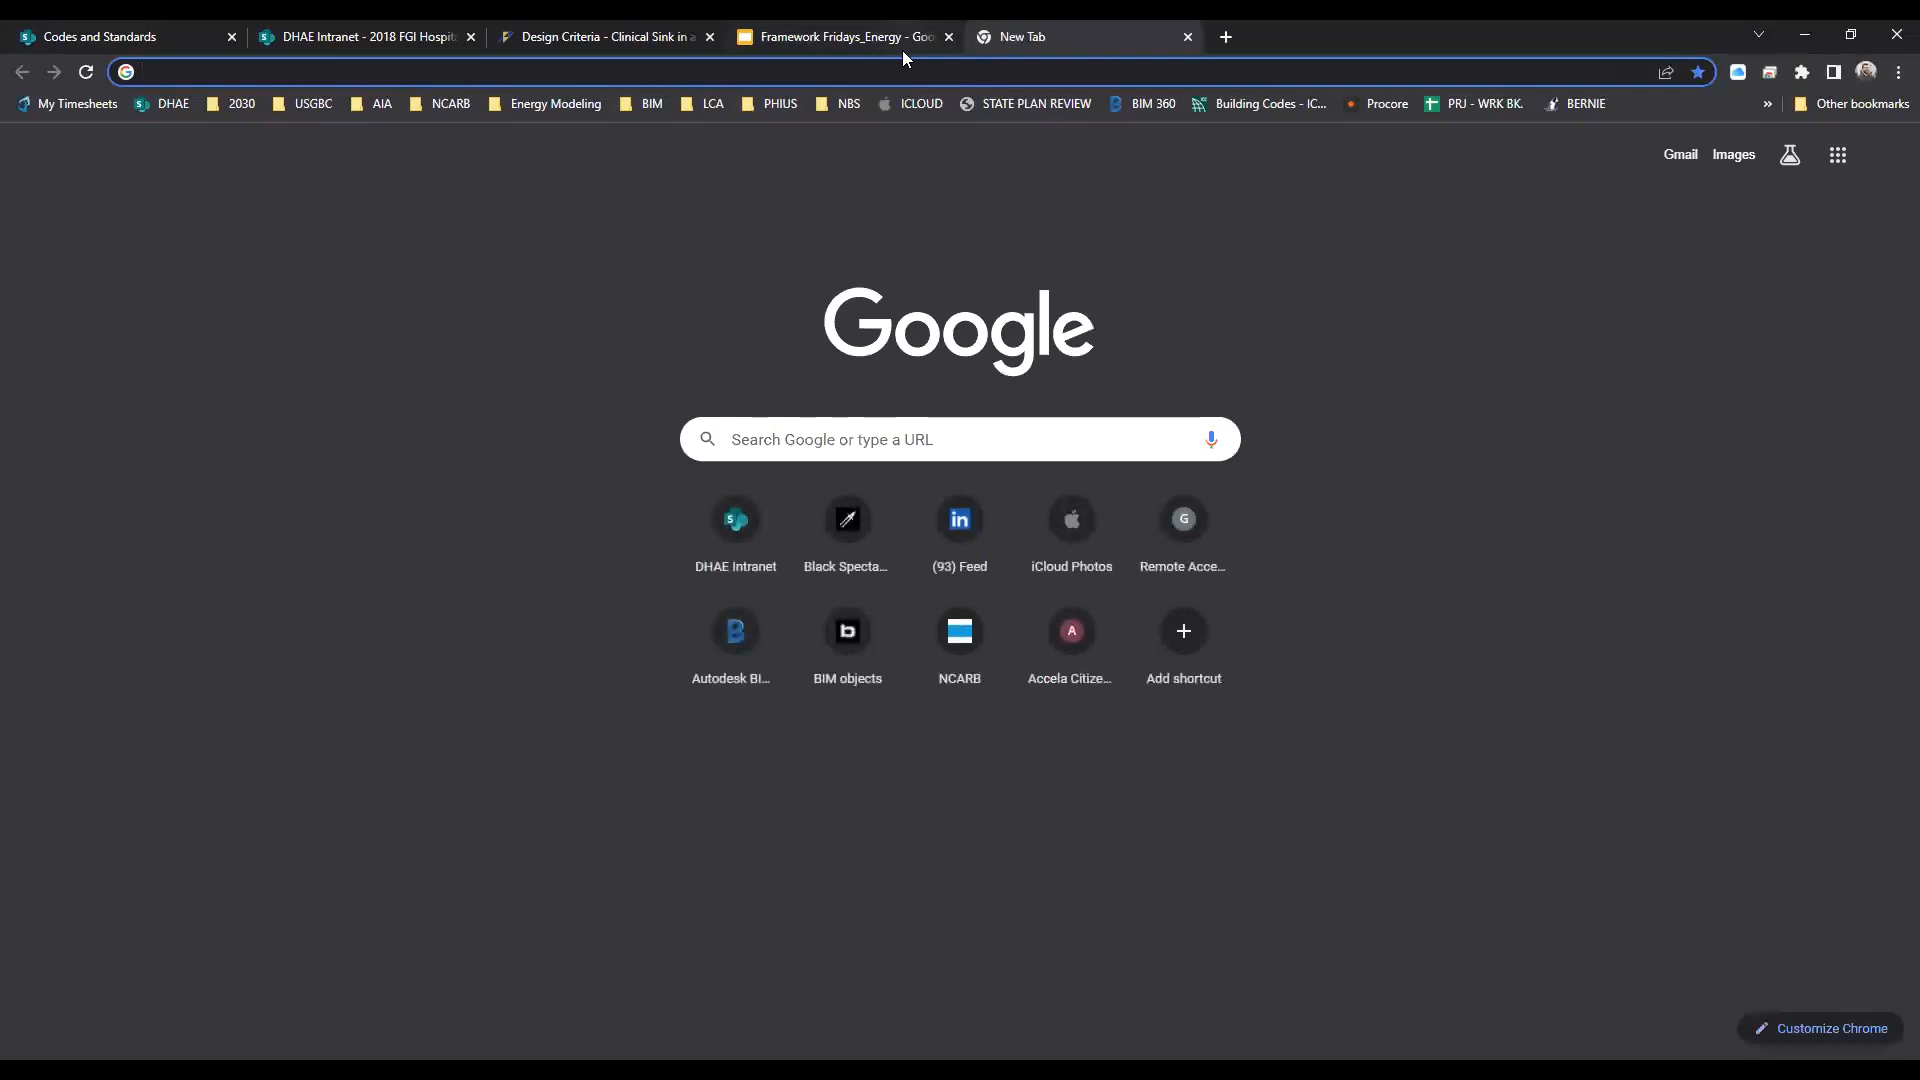 Codes and Standards
DHAE Intranet - 2018 FGI Hospit
Design Criteria - Clinical Sink in a
Framework Fridays_Energy - Goo
New Tab
My Timesheets
DHAE
2030
USGBC
AIA
NCARB
Energy Modeling
BIM
LCA
PHIUS
NBS
ICLOUD
STATE PLAN REVIEW
BIM 360
Building Codes - IC...
Procore
PRJ - WRK BK.
BERNIE
»
Other bookmarks
Gmail
Images
Google
Search Google or type a URL
DHAE Intranet
Black Specta...
(93) Feed
iCloud Photos
Remote Acce...
Autodesk BI...
BIM objects
NCARB
Accela Citize...
Add shortcut
Customize Chrome